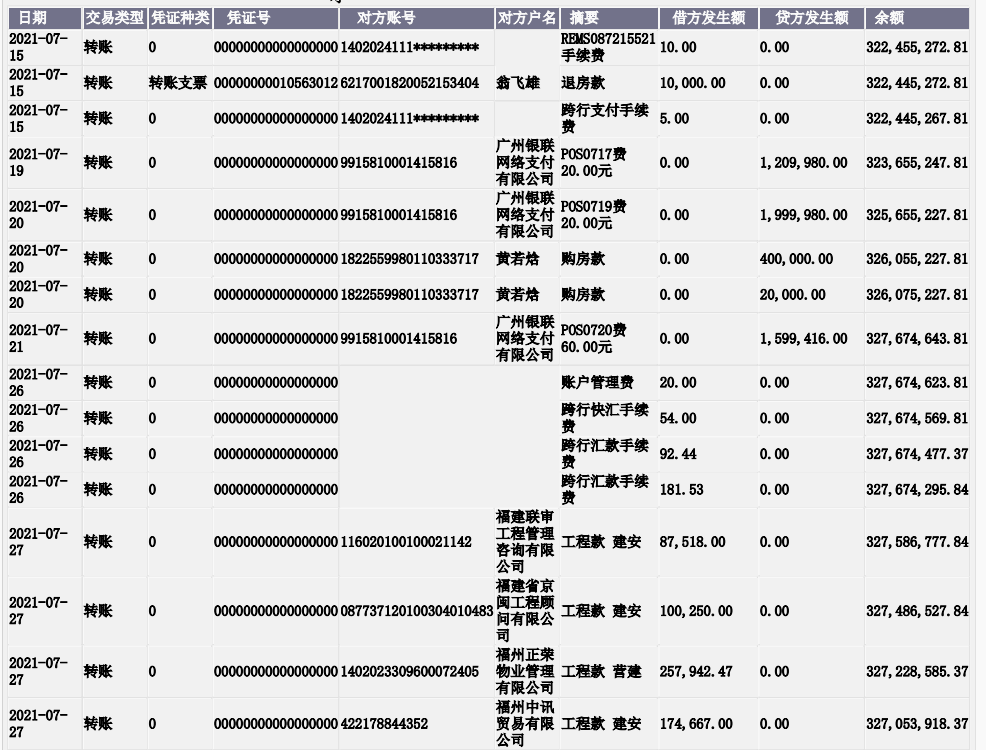 日期 交易类型 凭证种类 凭证号 对方账号 对方户名 摘要 借方发生额 贷方发生额 余额
2021-07-15 转账 0 00000000000000000 1402024111********* REMS087215521手续费 10.00 0.00 322,455,272.81
2021-07-15 转账 转账支票 00000000010563012 6217001820052153404 翁飞雄 退房款 10,000.00 0.00 322,445,272.81
2021-07-15 转账 0 00000000000000000 1402024111********* 跨行支付手续费 5.00 0.00 322,445,267.81
2021-07-19 转账 0 00000000000000000 9915810001415816 广州银联网络支付有限公司 POS0717费20.00元 0.00 1,209,980.00 323,655,247.81
2021-07-20 转账 0 00000000000000000 9915810001415816 广州银联网络支付有限公司 POS0719费20.00元 0.00 1,999,980.00 325,655,227.81
2021-07-20 转账 0 00000000000000000 18225599801103337​17 黄若焓 购房款 0.00 400,000.00 326,055,227.81
2021-07-20 转账 0 00000000000000000 1822559980110333717 黄若焓 购房款 0.00 20,000.00 326,075,227.81
2021-07-21 转账 0 00000000000000000 9915810001415816 广州银联网络支付有限公司 POS0720费60.00元 0.00 1,599,416.00 327,674,643.81
2021-07-26 转账 0 00000000000000000 账户管理费 20.00 0.00 327,674,623.81
2021-07-26 转账 0 00000000000000000 跨行快汇手续费 54.00 0.00 327,674,569.81
2021-07-26 转账 0 00000000000000000 跨行汇款手续费 92.44 0.00 327,674,477.37
2021-07-26 转账 0 00000000000000000 跨行汇款手续费 181.53 0.00 327,674,295.84
2021-07-27 转账 0 00000000000000000 116020100100021142 福建联审工程管理咨询有限公司 工程款 建安 87,518.00 0.00 327,586,777.84
2021-07-27 转账 0 00000000000000000 087737120100304010483 福建省京闽工程顾问有限公司 工程款 建安 100,250.00 0.00 327,486,527.84
2021-07-27 转账 0 00000000000000000 1402023309600072405 福州正荣物业管理有限公司 工程款 营建 257,942.47 0.00 327,228,585.37
2021-07-27 转账 0 00000000000000000 422178844352 福州中讯贸易有限公司 工程款 建安 174,667.00 0.00 327,053,918.37